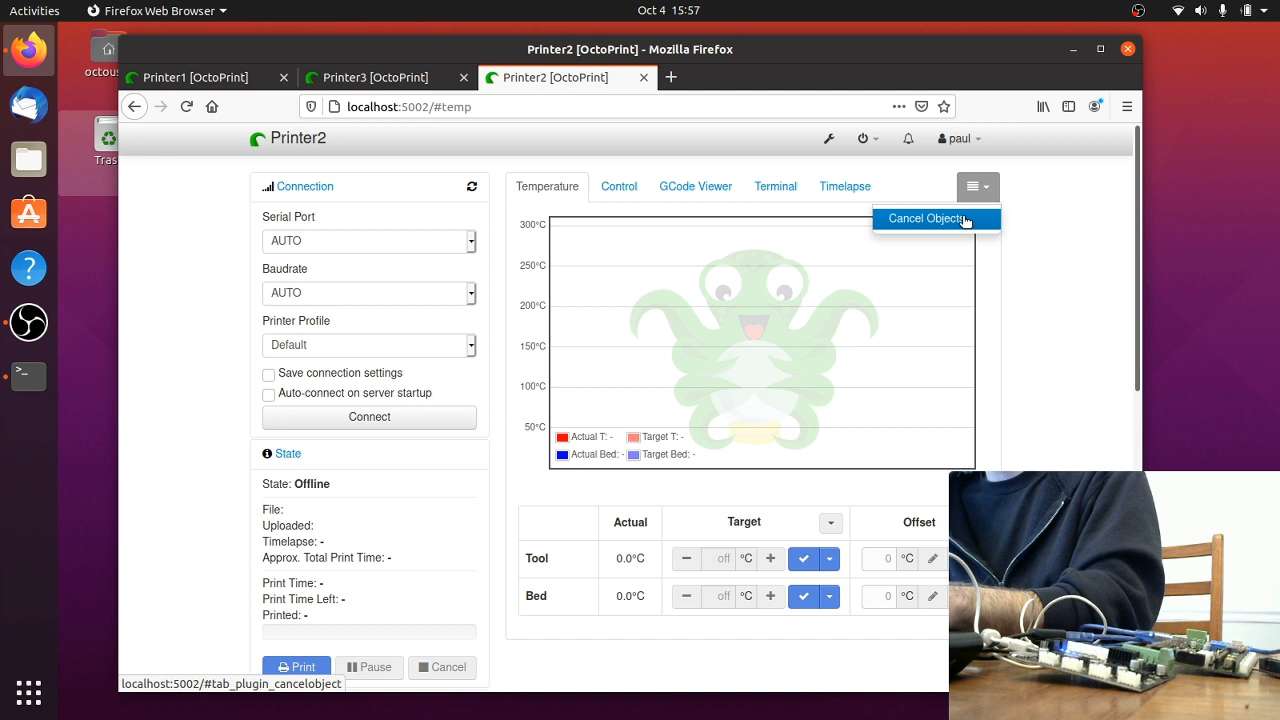 Activities
Firefox Web Browser
Oct 4 15:57
octous
Tras
Printer2 [OctoPrint] - Mozilla Firefox
Printer1 [OctoPrint]
Printer3 [OctoPrint]
Printer2 [OctoPrint]
localhost:5002/#temp
Printer2
paul
Connection
Serial Port
AUTO
Baudrate
AUTO
Printer Profile
Default
Save connection settings
Auto-connect on server startup
Connect
State
State: Offline
File:
Uploaded:
Timelapse: -
Approx. Total Print Time: -
Print Time: -
Print Time Left: -
Printed: -
Print
Pause
Cancel
Temperature
Control
GCode Viewer
Terminal
Timelapse
Cancel Objects
300°C
250°C
200°C
150°C
100°C
50°C
Actual T: -
Target T: -
Actual Bed: -
Target Bed: -
Actual
Target
Offset
Tool
0.0°C
off °C
0 °C
Bed
0.0°C
off °C
0 °C
localhost:5002/#tab_plugin_cancelobject